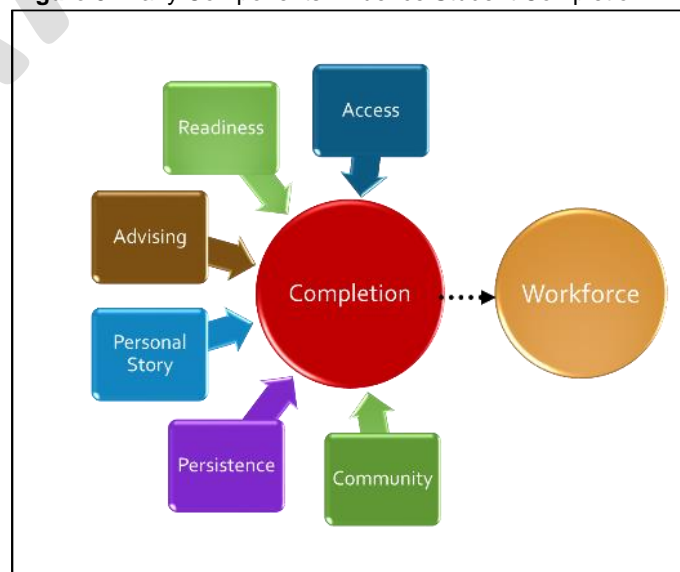 Access
Readiness
Advising
Completion
Workforce
Personal
Story
Persistence
Community